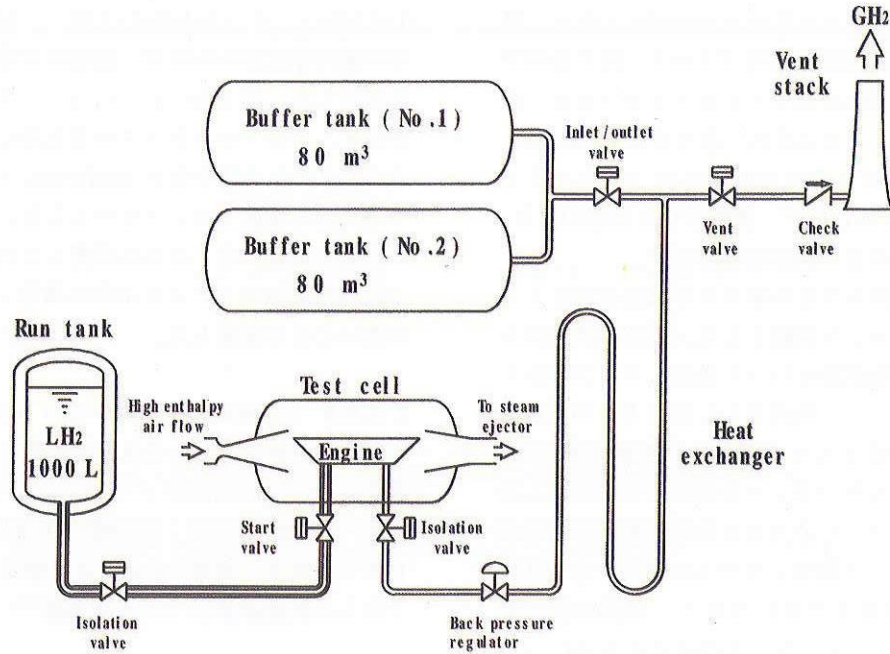 GH2
Vent
stack
Buffer tank ( No.1)
80 m³
Inlet/outlet
valve
Vent
valve
Check
valve
Buffer tank ( No.2)
80 m³
Run tank
LH2
1000 L
High enthalpy
air flow
Test cell
To steam
ejector
Engine
Heat
exchanger
Start
valve
Isolation
valve
Isolation
valve
Back pressure
regulator